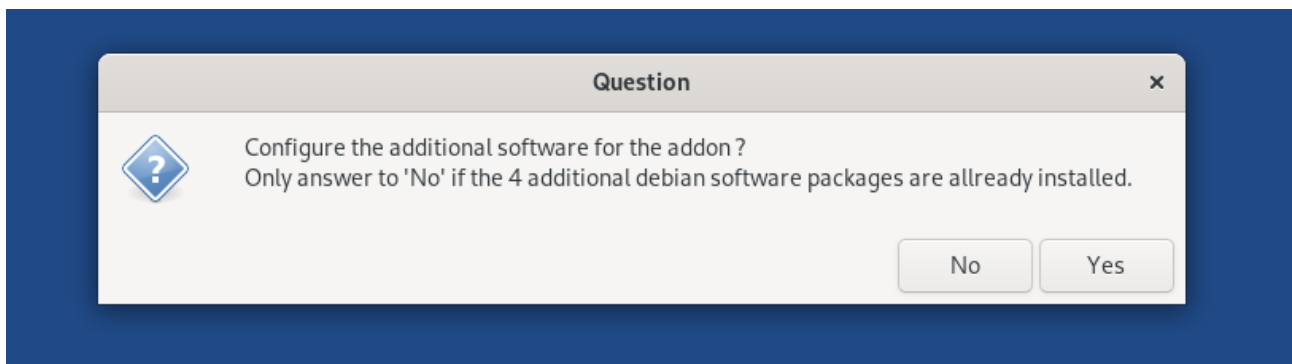 Question
Configure the additional software for the addon ?
Only answer to 'No' if the 4 additional debian software packages are allready installed.
No
Yes